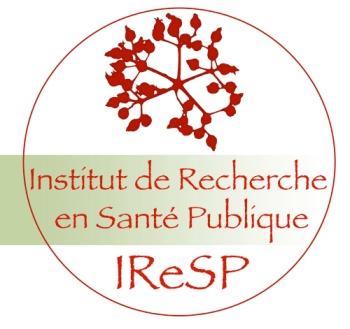 Institut de Recherche
en Santé Publique
IReSP